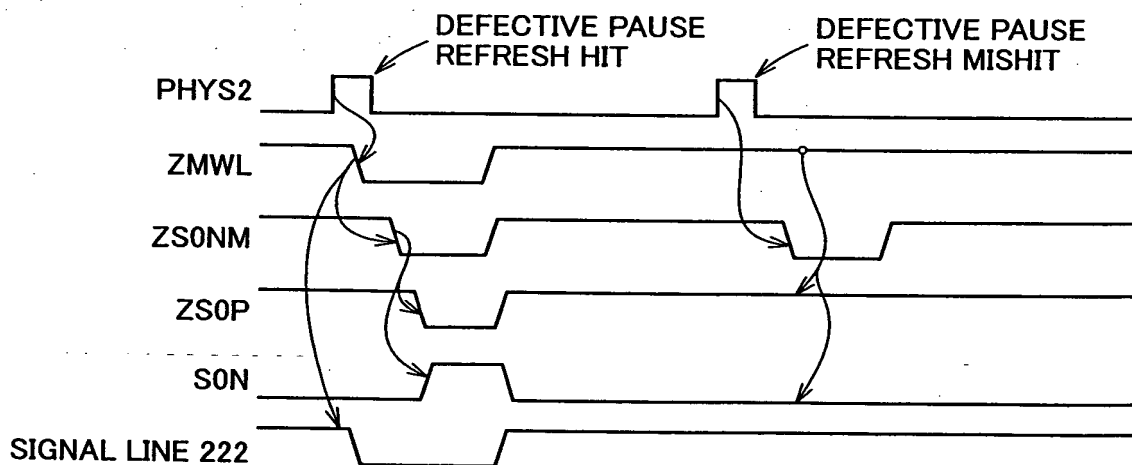 DEFECTIVE PAUSE
REFRESH HIT
DEFECTIVE PAUSE
REFRESH MISHIT
PHYS2
ZMWL
ZS0NM
ZS0P
S0N
SIGNAL LINE 222